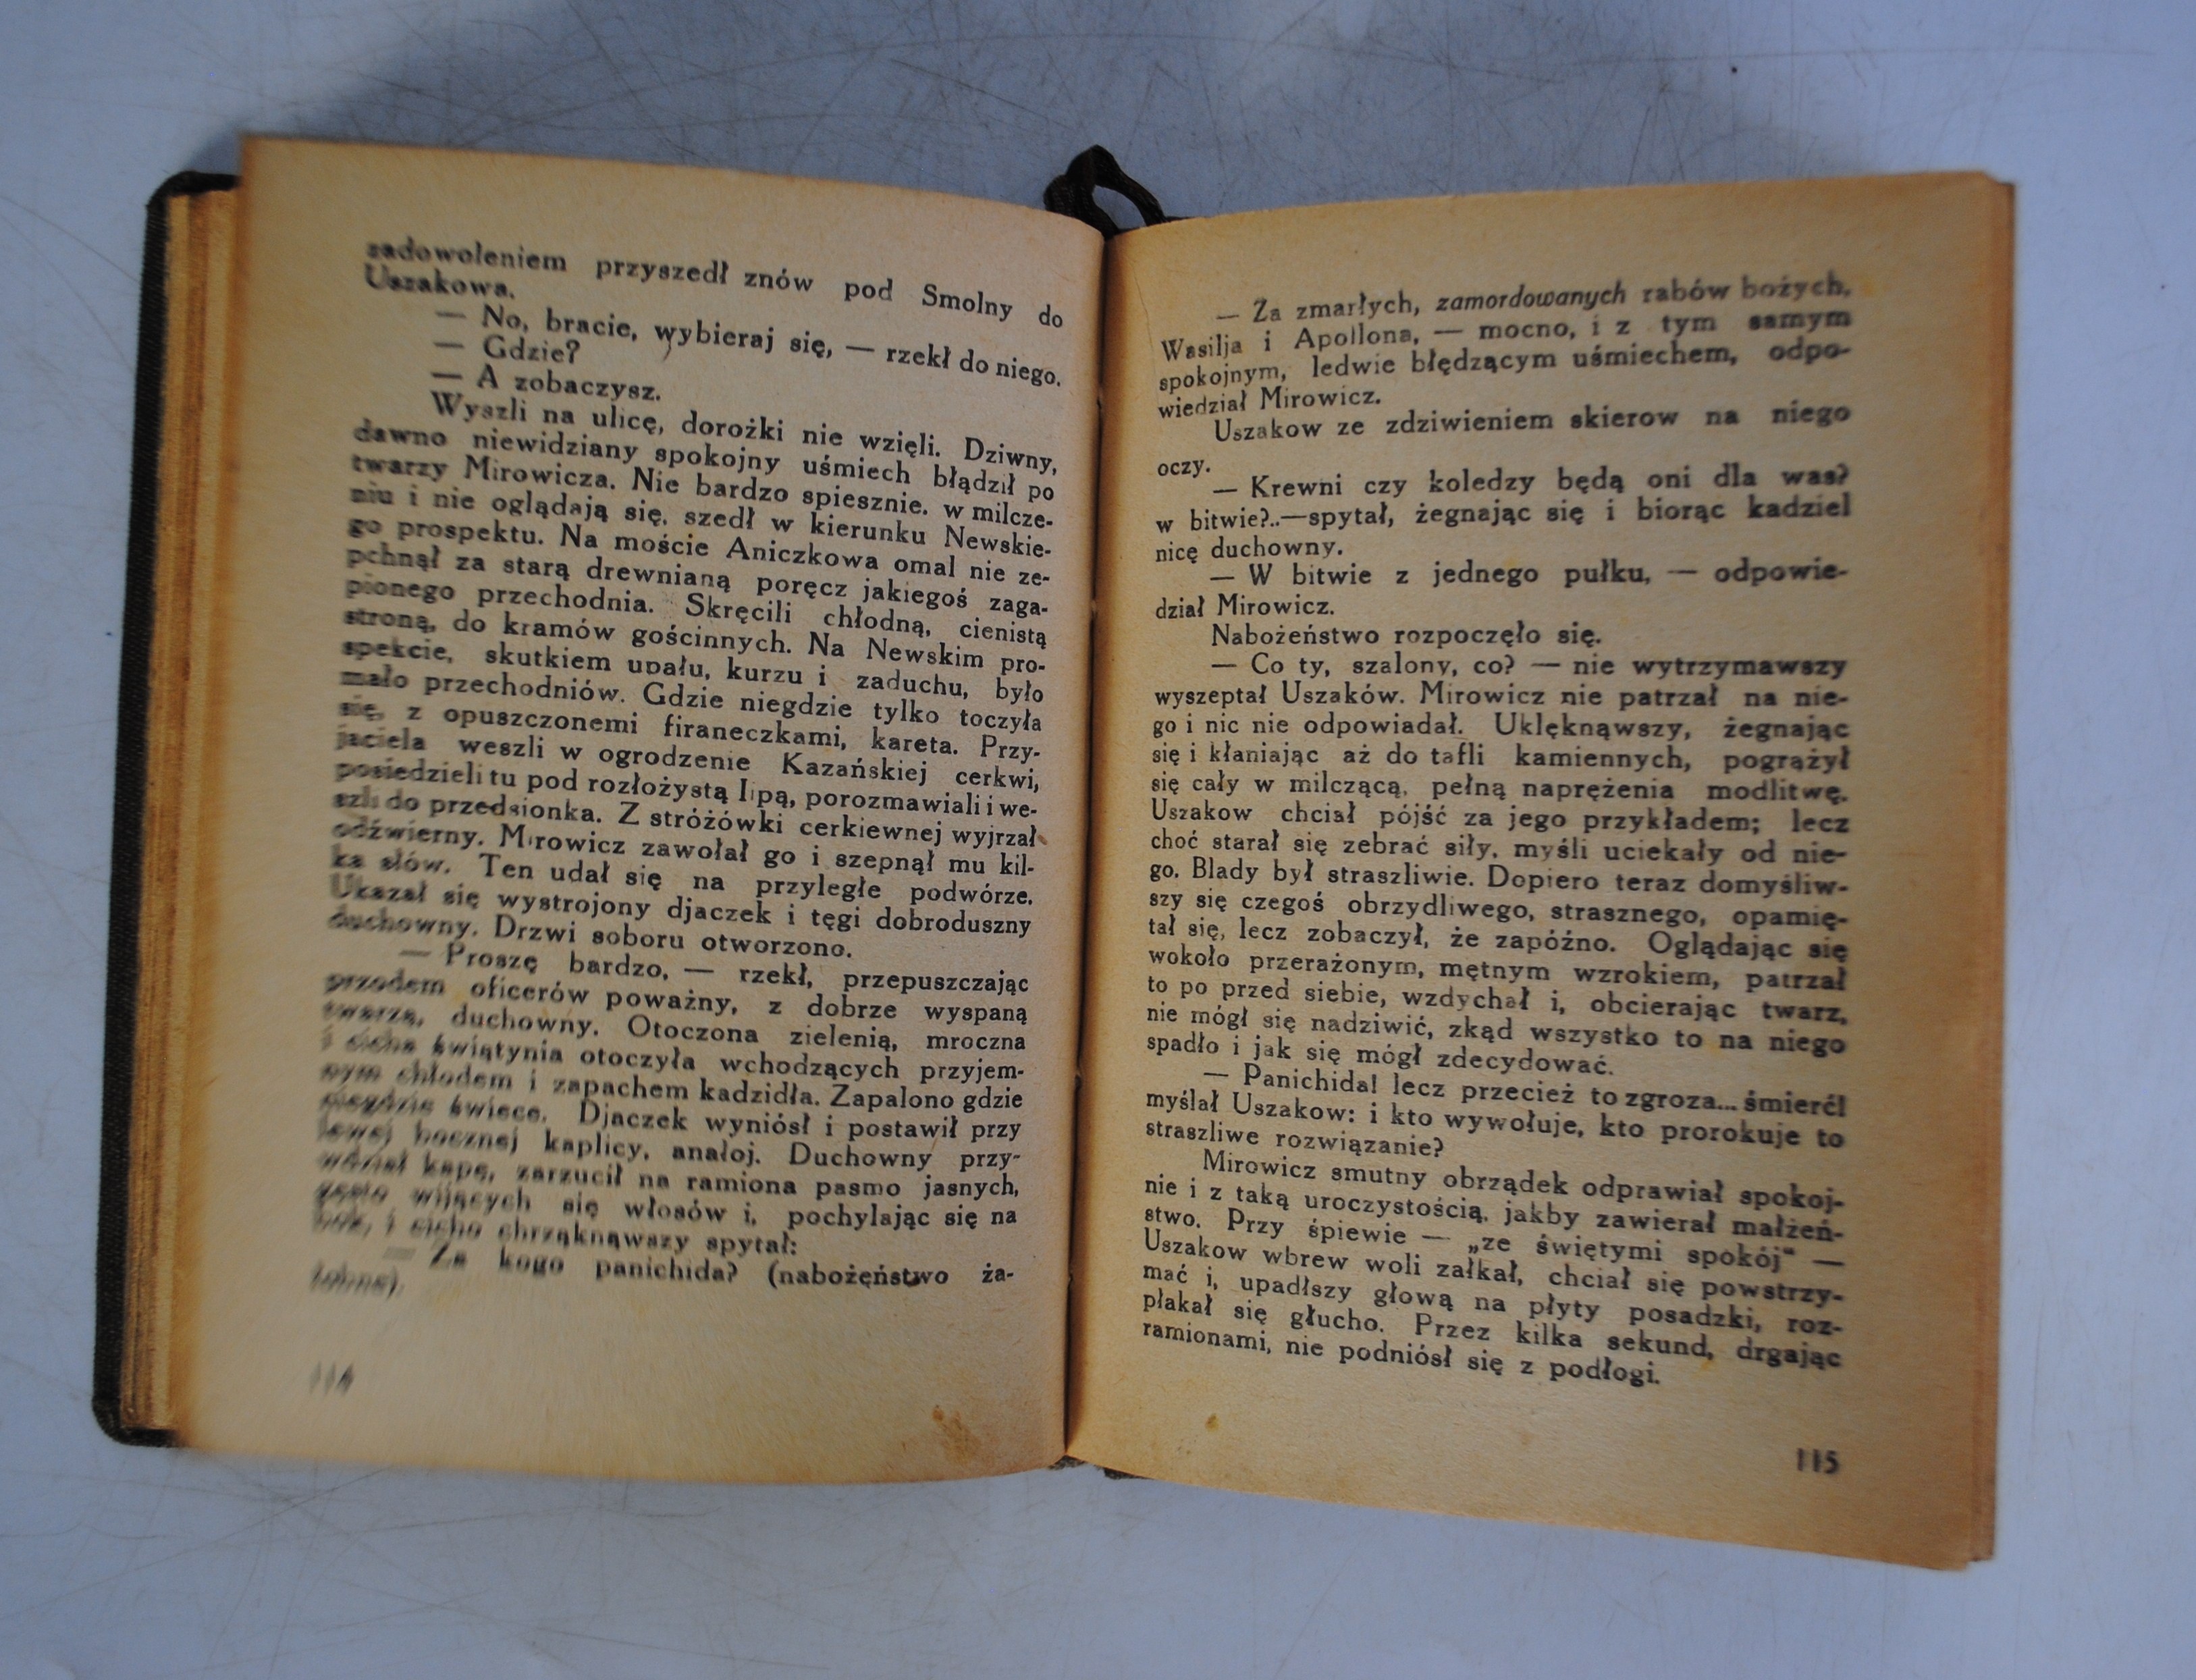 zadowoleniem przyszedł znów pod Smolny do
Uszakowa.
— No, bracie, wybieraj się, — rzekł do niego.
— Gdzie?
— A zobaczysz.
Wyszli na ulicę, dorożki nie wzięli. Dziwny,
dawno niewidziany spokojny uśmiech błądził po
twarzy Mirowicza. Nie bardzo spiesznie. w milcze-
niu i nie oglądają się, szedł w kierunku Newskie-
go prospektu. Na moście Aniczkowa omal nie ze-
pchnął za starą drewnianą poręcz jakiegoś zaga-
pionego przechodnia. Skręcili chłodną, cienistą
stroną, do kramów gościnnych. Na Newskim pro-
spekcie, skutkiem upału, kurzu i zaduchu, było
mało przechodniów. Gdzie niegdzie tylko toczyła
się, z opuszczonemi firaneczkami, kareta. Przy-
jaciela weszli w ogrodzenie Kazańskiej cerkwi,
posiedzieli tu pod rozłożystą lipą, porozmawiali i we-
szli do przedsionka. Z stróżówki cerkiewnej wyjrzał
odźwierny. Mirowicz zawołał go i szepnął mu kil-
ka słów. Ten udał się na przyległe podwórze.
Ukazał się wystrojony djaczek i tęgi dobroduszny
duchowny. Drzwi soboru otworzono.
— Proszę bardzo, — rzekł, przepuszczając
przodem oficerów poważny, z dobrze wyspaną
twarzą, duchowny. Otoczona zielenią, mroczna
i cicha świątynia otoczyła wchodzących przyjem-
nym chłodem i zapachem kadzidła. Zapalono gdzie
niegdzie świece. Djaczek wyniósł i postawił przy
lewej bocznej kaplicy, analoj. Duchowny przy-
wdział kapę, zarzucił na ramiona pasmo jasnych,
gęsto wijących się włosów i, pochylając się na
bok, i cicho chrząknąwszy spytał:
— Za kogo panichida? (nabożęństwo ża-
łobne).
114
— Za zmarłych, zamordowanych rabów bożych,
Wasilja i Apollona, — mocno, i z tym samym
spokojnym, ledwie błędzącym uśmiechem, odpo-
wiedział Mirowicz.
Uszakow ze zdziwieniem skierow na niego
oczy.
— Krewni czy koledzy będą oni dla was?
w bitwie?..—spytał, żegnając się i biorąc kadziel
nicę duchowny.
— W bitwie z jednego pułku, — odpowie-
dział Mirowicz.
Nabożeństwo rozpoczęło się.
— Co ty, szalony, co? — nie wytrzymawszy
wyszeptał Uszaków. Mirowicz nie patrzał na nie-
go i nic nie odpowiadał. Uklęknąwszy, żegnając
się i kłaniając aż do tafli kamiennych, pogrążył
się cały w milczącą, pełną naprężenia modlitwę.
Uszakow chciał pójść za jego przykładem; lecz
choć starał się zebrać siły, myśli uciekały od nie-
go. Blady był straszliwie. Dopiero teraz domyśliw-
szy się czegoś obrzydliwego, strasznego, opamię-
tał się, lecz zobaczył, że zapóźno. Oglądając się
wokoło przerażonym, mętnym wzrokiem, patrzał
to po przed siebie, wzdychał i, obcierając twarz,
nie mógł się nadziwić, zkąd wszystko to na niego
spadło i jak się mógł zdecydować.
— Panichida! lecz przecież to zgroza... śmierć!
myślał Uszakow: i kto wywołuje, kto prorokuje to
straszliwe rozwiązanie?
Mirowicz smutny obrządek odprawiał spokoj-
nie i z taką uroczystością, jakby zawierał małżeń-
stwo. Przy śpiewie — „ze świętymi spokój“ —
Uszakow wbrew woli załkał, chciał się powstrzy-
mać i, upadłszy głową na płyty posadzki, roz-
płakał się głucho. Przez kilka sekund, drgając
ramionami, nie podniósł się z podłogi.
115